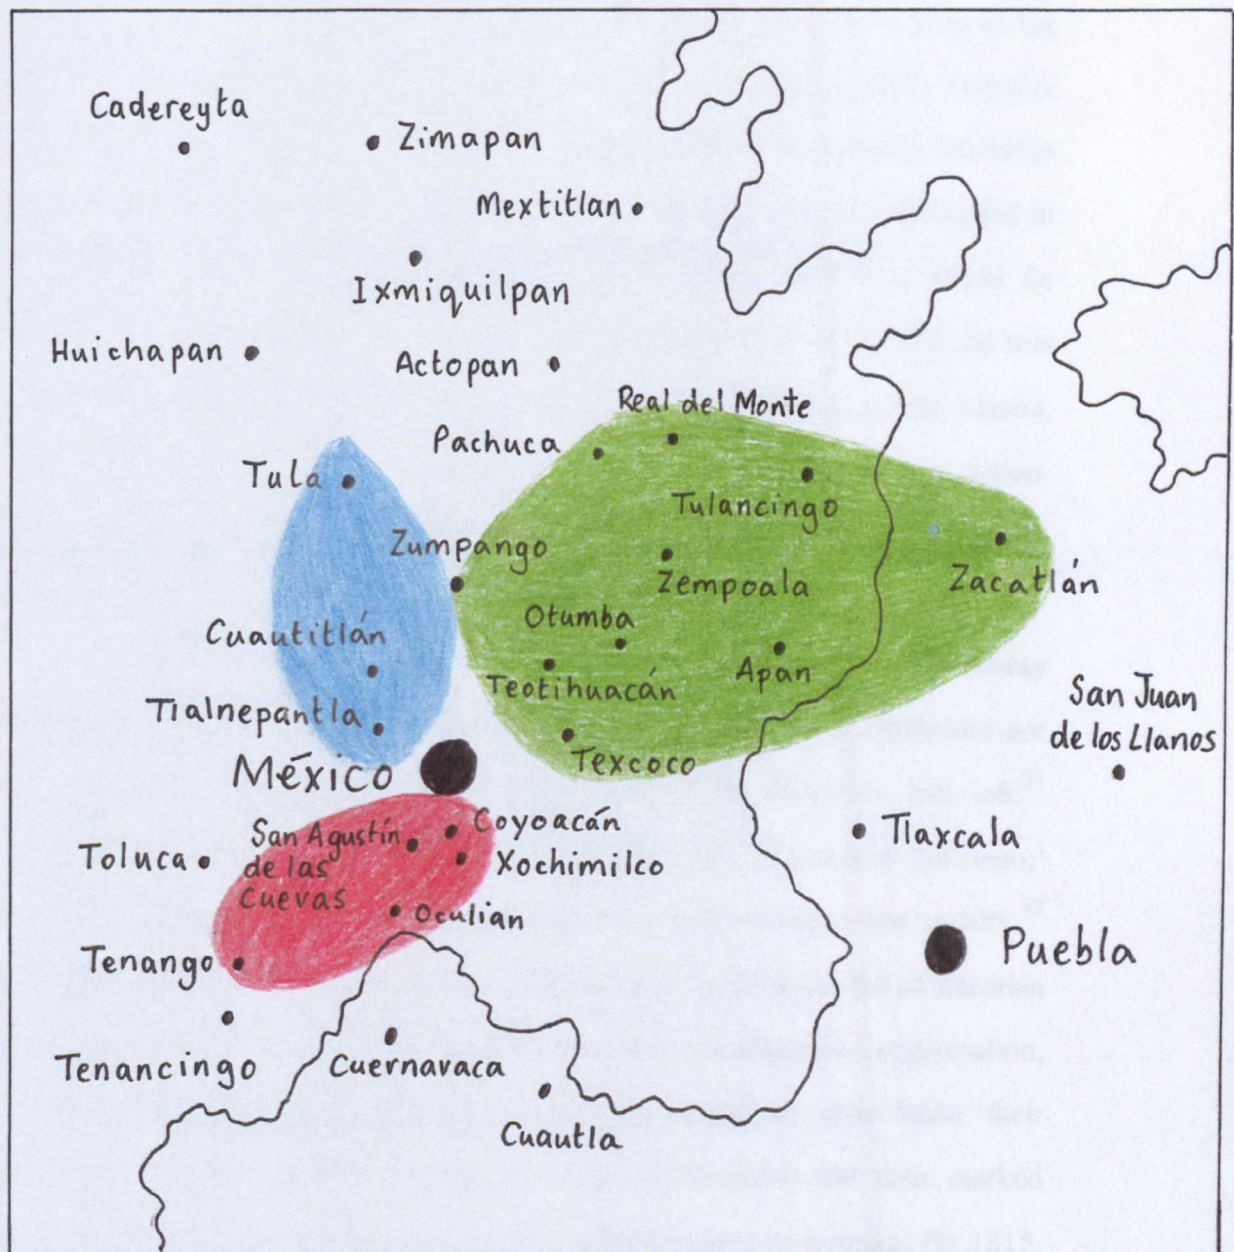 Cadereyta
Zimapan
Mextitlan
Ixmiquilpan
Huichapan
Actopan
Real del Monte
Pachuca
Tula
Tulancingo
Zumpango
Zempoala
Zacatlán
Otumba
Cuautitlán
Teotihuacán
Apan
Tlalnepantla
San Juan
de los Llanos
Texcoco
México
San Agustín
de las
Cuevas
Coyoacán
Tlaxcala
Toluca
Xochimilco
Oculian
Tenango
Puebla
Tenancingo
Cuernavaca
Cuautla